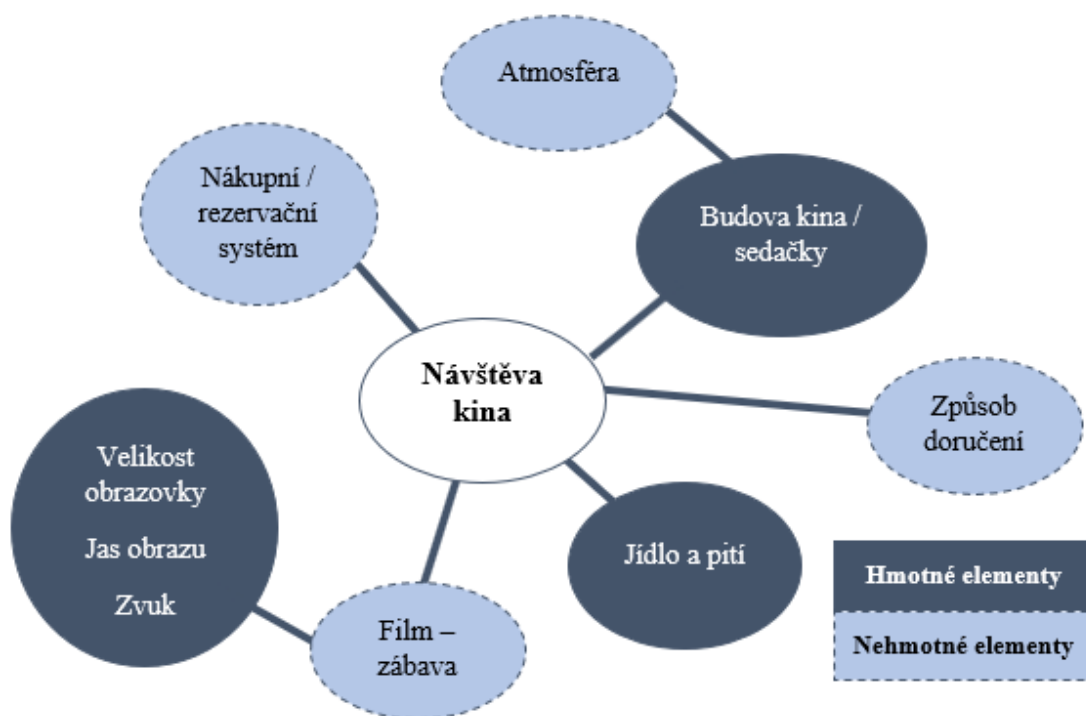 Atmosféra
Nákupní /
rezervační
systém
Budova kina /
sedačky
Návštěva
kina
Způsob
doručení
Velikost
obrazovky
Jas obrazu
Zvuk
Jídlo a pití
Film –
zábava
Hmotné elementy
Nehmotné elementy